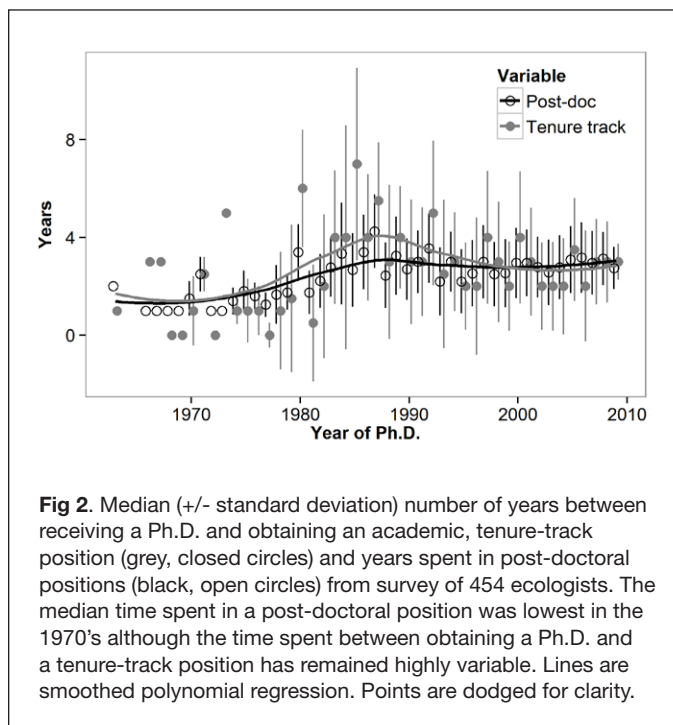 Variable
Post-doc
Tenure track
8
4
0
Years
1970 1980 1990 2000 2010
Year of Ph.D.
Fig 2. Median (+/- standard deviation) number of years between
receiving a Ph.D. and obtaining an academic, tenure-track
position (grey, closed circles) and years spent in post-doctoral
positions (black, open circles) from survey of 454 ecologists. The
median time spent in a post-doctoral position was lowest in the
1970's although the time spent between obtaining a Ph.D. and
a tenure-track position has remained highly variable. Lines are
smoothed polynomial regression. Points are dodged for clarity.